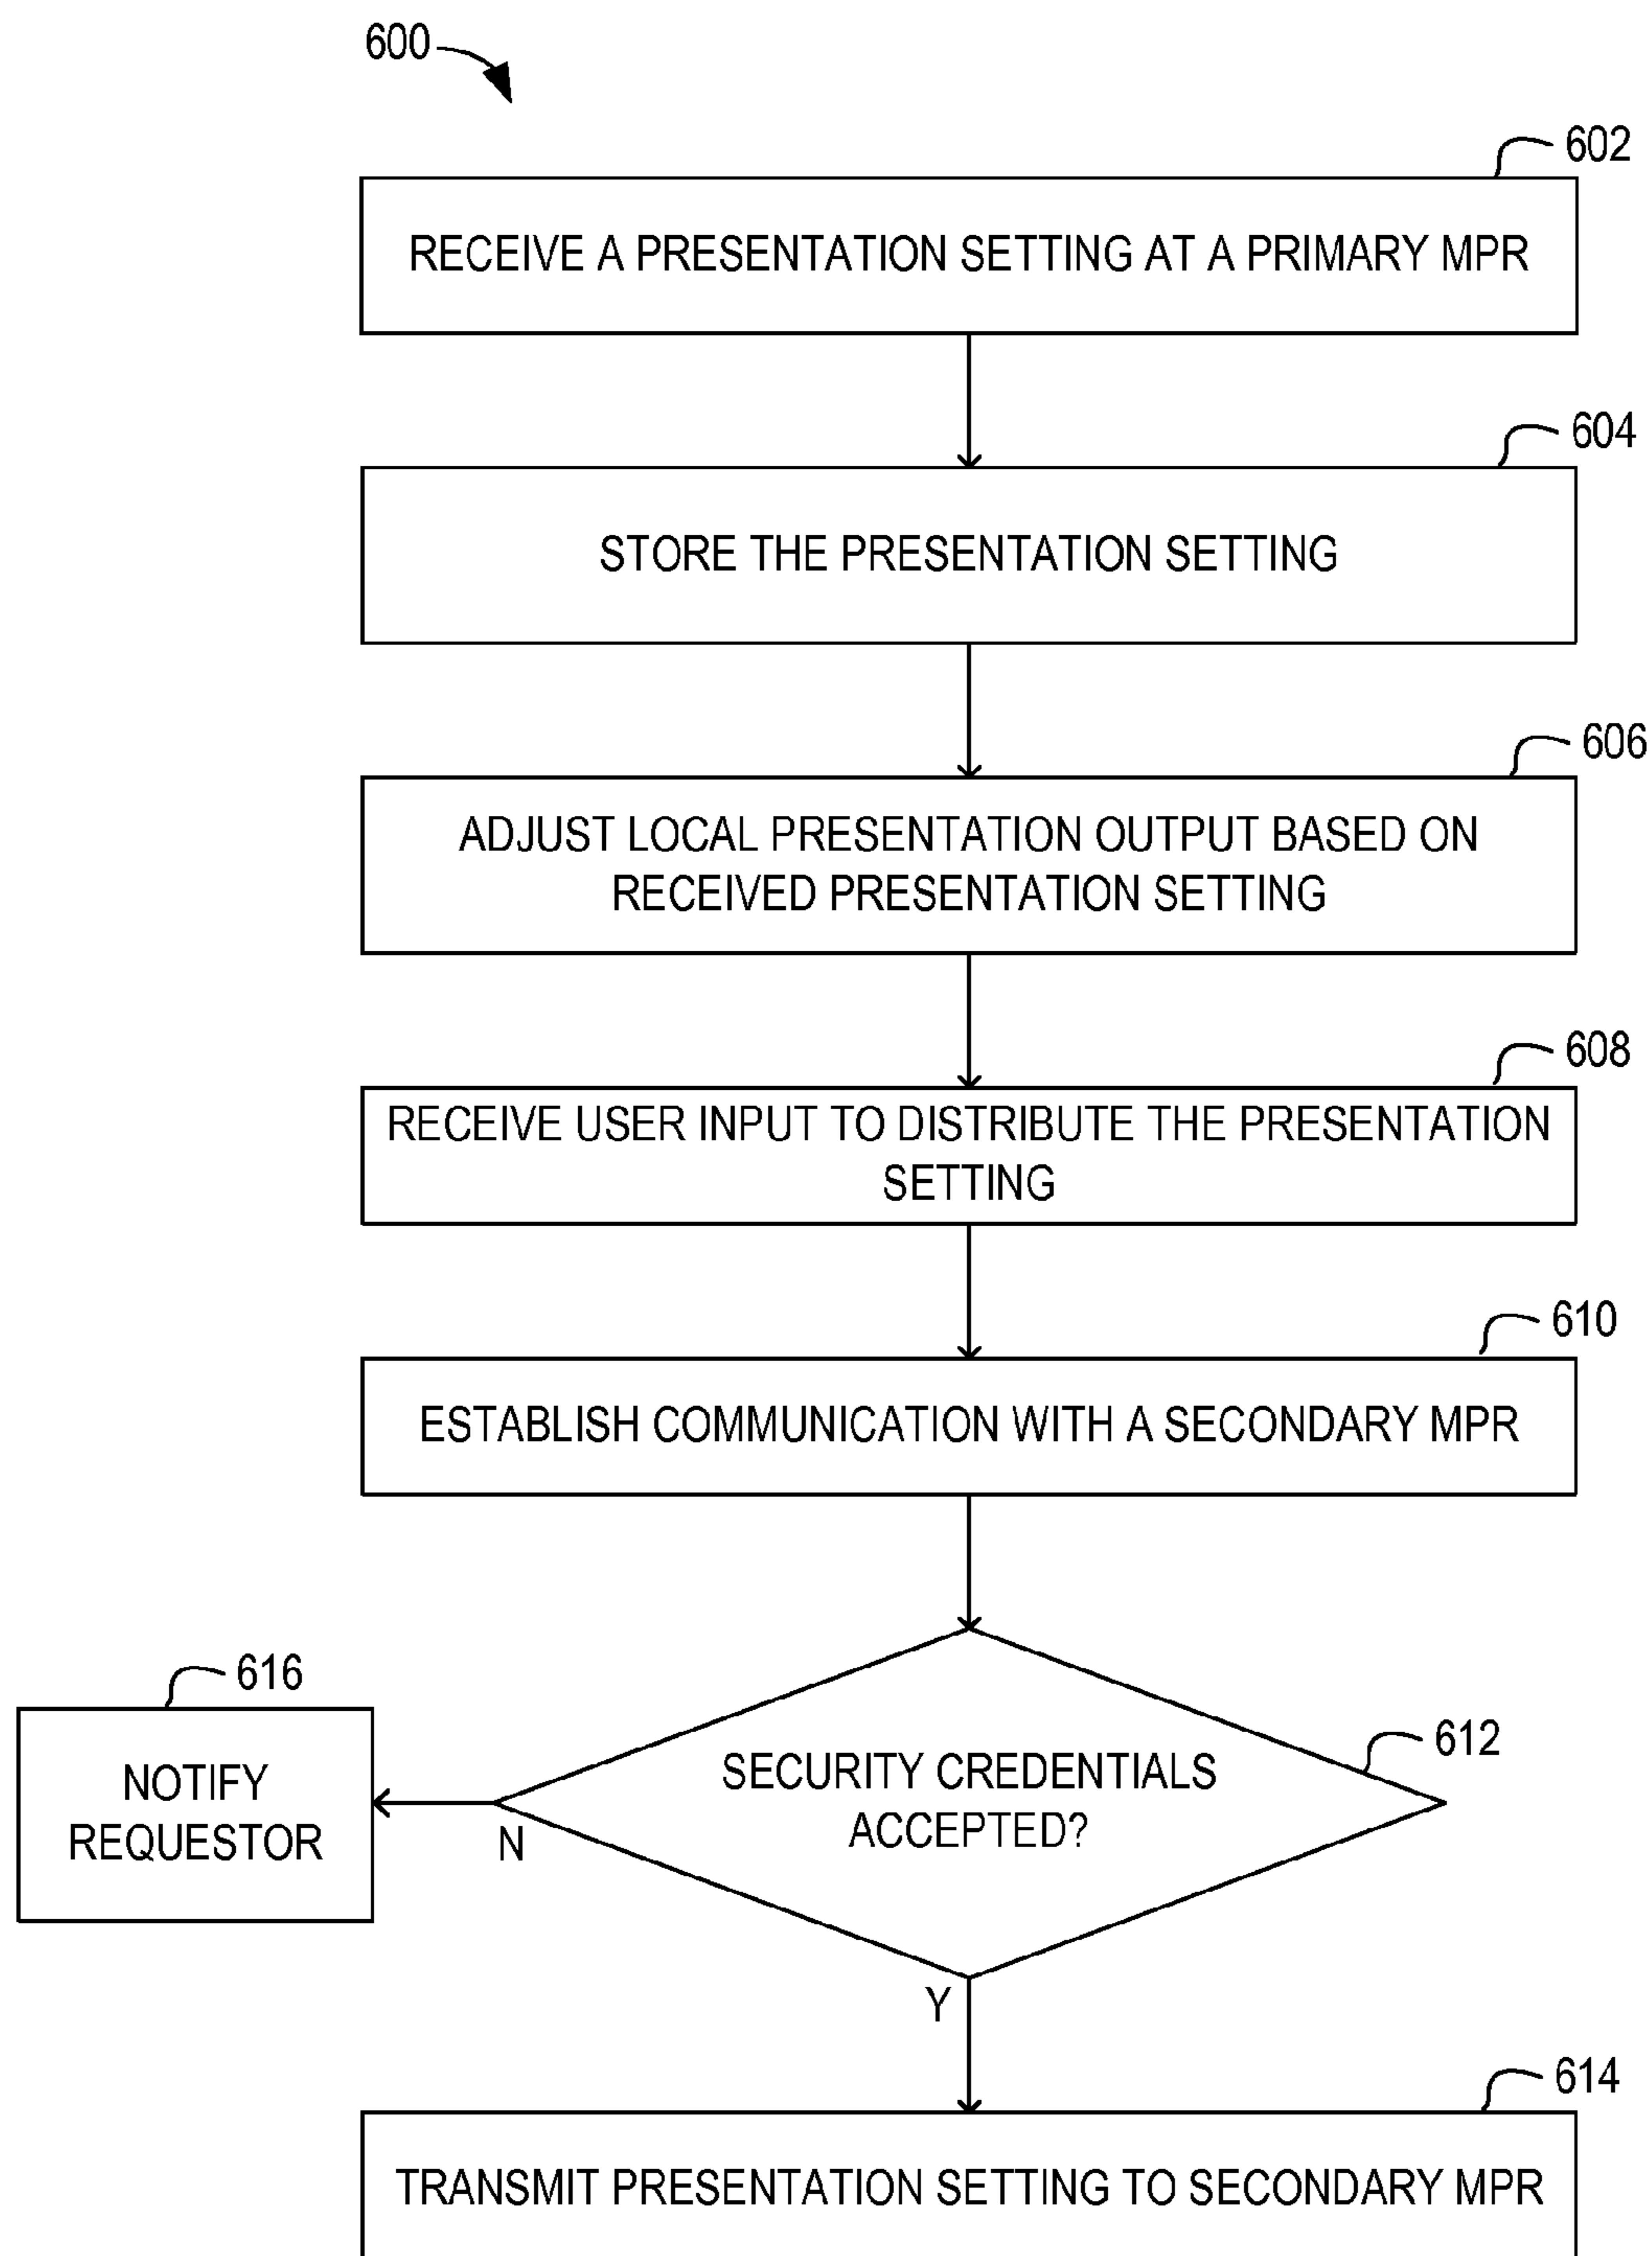 600
602
RECEIVE A PRESENTATION SETTING AT A PRIMARY MPR
604
STORE THE PRESENTATION SETTING
606
ADJUST LOCAL PRESENTATION OUTPUT BASED ON
RECEIVED PRESENTATION SETTING
608
RECEIVE USER INPUT TO DISTRIBUTE THE PRESENTATION
SETTING
610
ESTABLISH COMMUNICATION WITH A SECONDARY MPR
616
NOTIFY
REQUESTOR
612
SECURITY CREDENTIALS
ACCEPTED?
N
Y
614
TRANSMIT PRESENTATION SETTING TO SECONDARY MPR